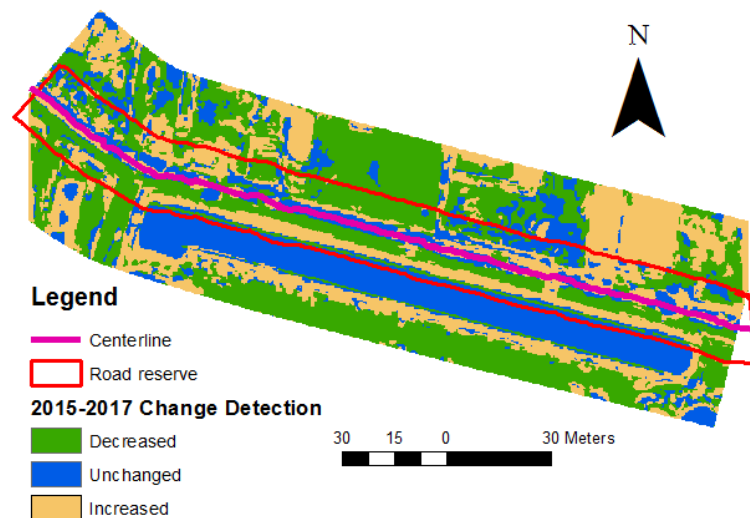 N
Legend
Centerline
Road reserve
2015-2017 Change Detection
Decreased
Unchanged
Increased
30 15 0 30 Meters